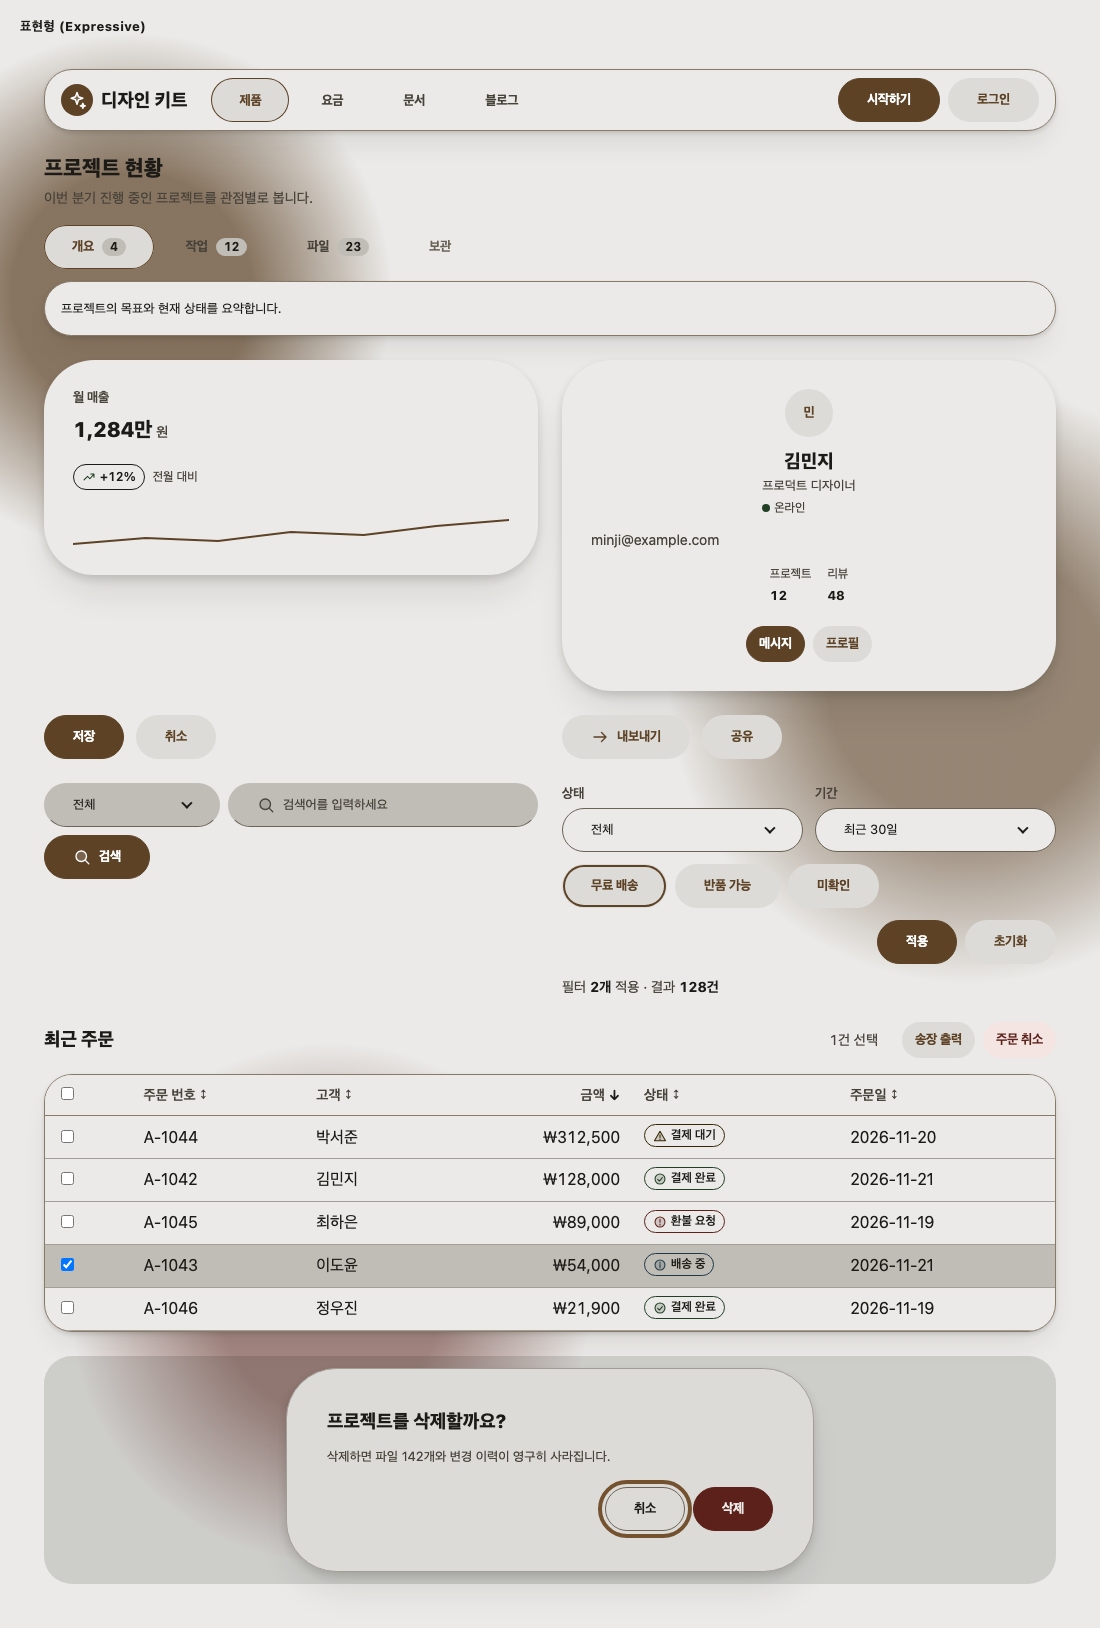 표현형 (Expressive)
디자인 키트 제품 요금 문서 블로그 시작하기 로그인
프로젝트 현황
이번 분기 진행 중인 프로젝트를 관점별로 봅니다.
개요 4 작업 12 파일 23 보관
프로젝트의 목표와 현재 상태를 요약합니다.
월 매출
1,284만 원
+12% 전월 대비
민
김민지
프로덕트 디자이너
온라인
minji@example.com
프로젝트 리뷰
12 48
메시지 프로필
저장 취소
전체 검색어를 입력하세요
검색
내보내기 공유
상태 기간
전체 최근 30일
무료 배송 반품 가능 미확인
적용 초기화
필터 2개 적용 · 결과 128건
최근 주문 1건 선택 송장 출력 주문 취소
주문 번호 ↕ 고객 ↕ 금액 ↓ 상태 ↕ 주문일 ↕
A-1044 박서준 ₩312,500 결제 대기 2026-11-20
A-1042 김민지 ₩128,000 결제 완료 2026-11-21
A-1045 최하은 ₩89,000 환불 요청 2026-11-19
A-1043 이도윤 ₩54,000 배송 중 2026-11-21
A-1046 정우진 ₩21,900 결제 완료 2026-11-19
프로젝트를 삭제할까요?
삭제하면 파일 142개와 변경 이력이 영구히 사라집니다.
취소 삭제